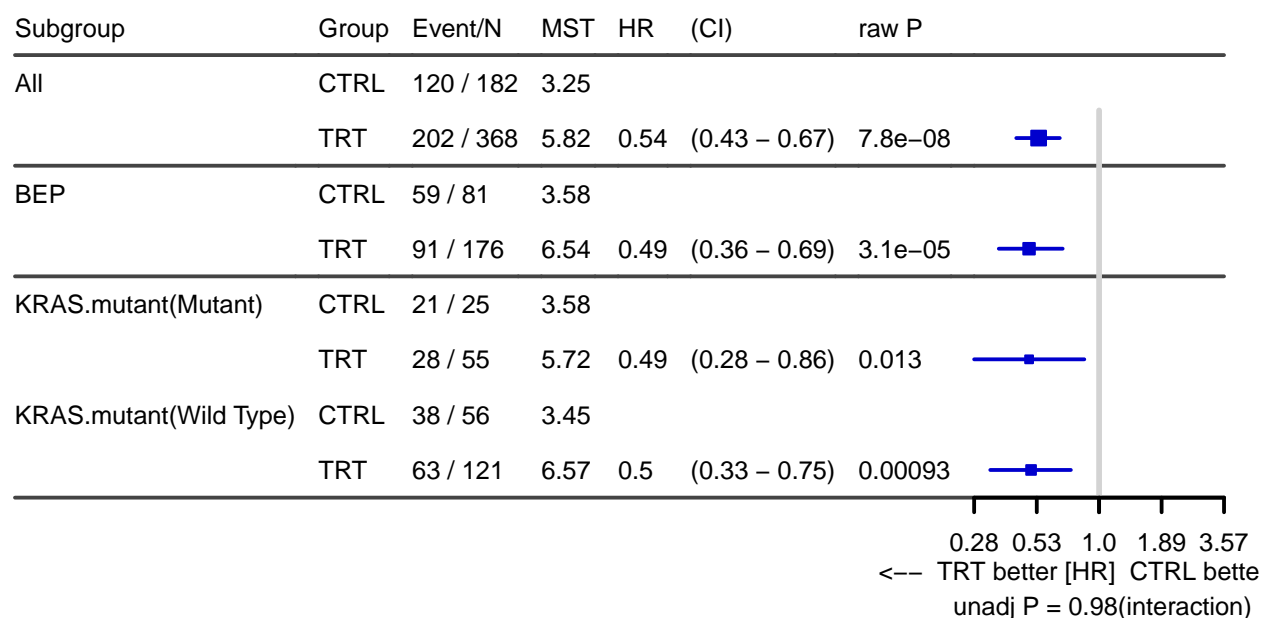 Subgroup Group Event/N MST HR (CI) raw P
All CTRL 120 / 182 3.25
TRT 202 / 368 5.82 0.54 (0.43 − 0.67) 7.8e−08
BEP CTRL 59 / 81 3.58
TRT 91 / 176 6.54 0.49 (0.36 − 0.69) 3.1e−05
KRAS.mutant(Mutant) CTRL 21 / 25 3.58
TRT 28 / 55 5.72 0.49 (0.28 − 0.86) 0.013
KRAS.mutant(Wild Type) CTRL 38 / 56 3.45
TRT 63 / 121 6.57 0.5 (0.33 − 0.75) 0.00093
0.28 0.53 1.0 1.89 3.57
<−− TRT better [HR] CTRL bette
unadj P = 0.98(interaction)